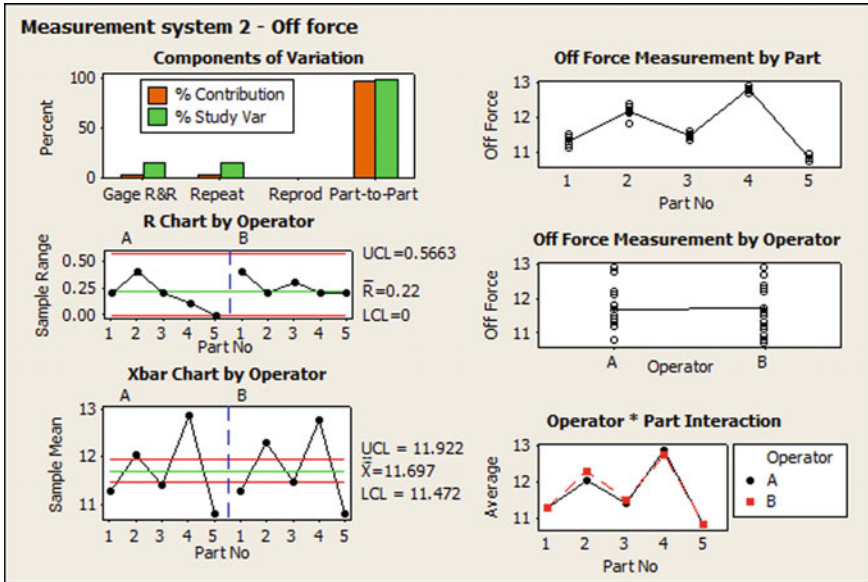 Measurement system 2 - Off force
Components of Variation
100
50
0
Percent
% Contribution
% Study Var
Gage R&R Repeat Reprod Part-to-Part
R Chart by Operator
A B
Sample Range
0.50
0.25
0.00
UCL=0.5663
R̅=0.22
LCL=0
1 2 3 4 5 1 2 3 4 5
Part No
Xbar Chart by Operator
A B
Sample Mean
13
12
11
UCL = 11.922
X̿=11.697
LCL = 11.472
1 2 3 4 5 1 2 3 4 5
Part No
Off Force Measurement by Part
Off Force
13
12
11
1 2 3 4 5
Part No
Off Force Measurement by Operator
Off Force
13
12
11
A B
Operator
Operator * Part Interaction
Average
13
12
11
1 2 3 4 5
Part No
Operator
A
B